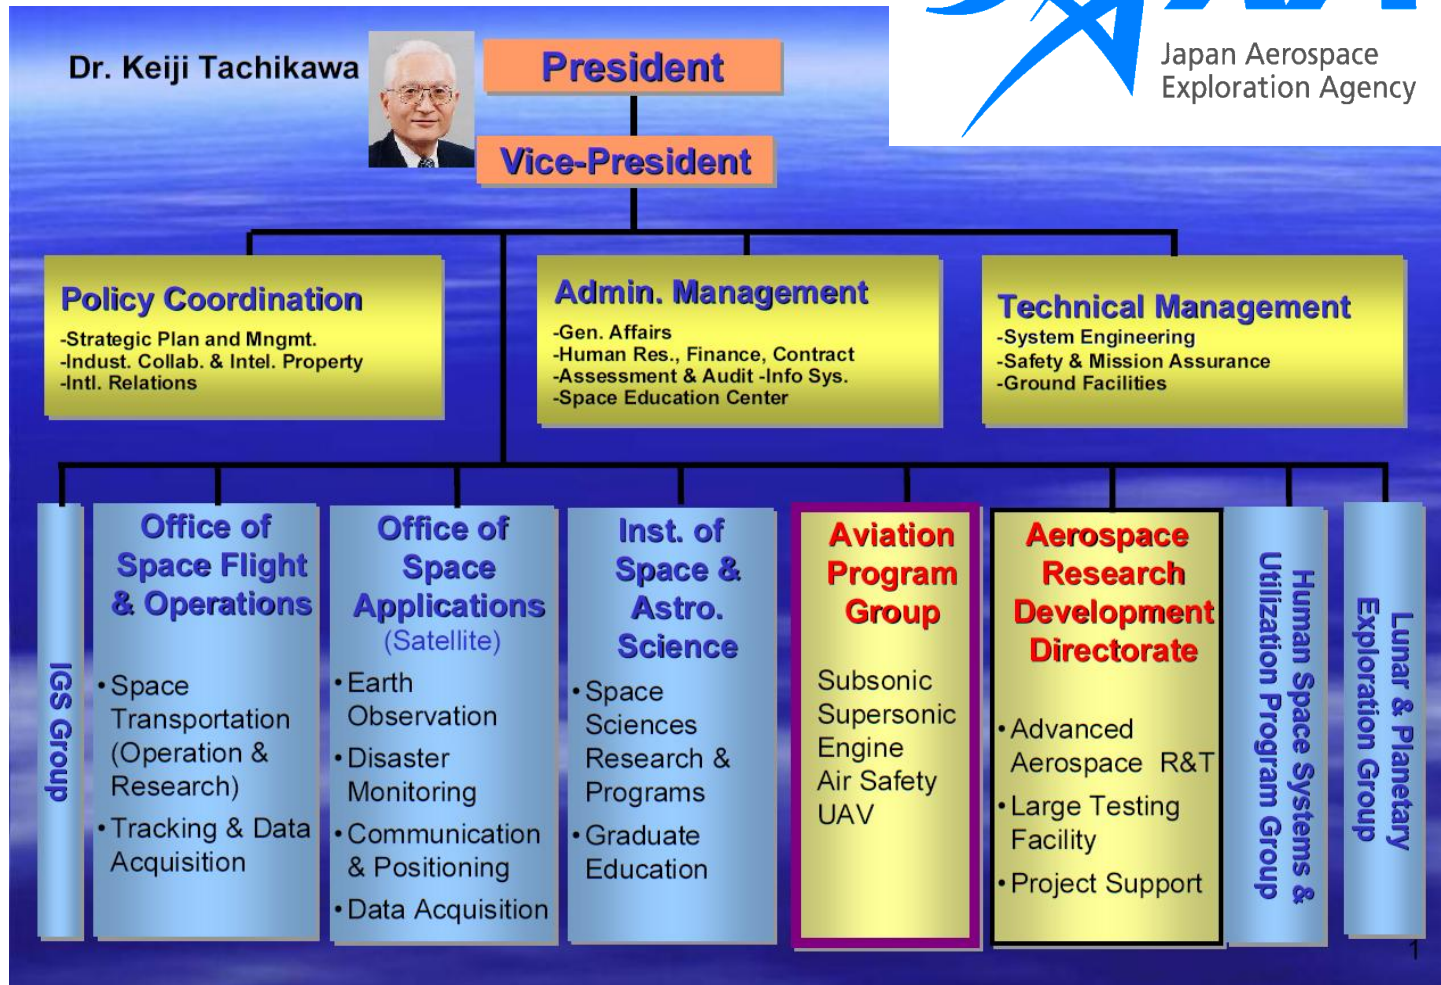 Japan Aerospace
Exploration Agency
Dr. Keiji Tachikawa
President
Vice-President
Policy Coordination
-Strategic Plan and Mngmt.
-Indust. Collab. & Intel. Property
-Intl. Relations
Admin. Management
-Gen. Affairs
-Human Res., Finance, Contract
-Assessment & Audit -Info Sys.
-Space Education Center
Technical Management
-System Engineering
-Safety & Mission Assurance
-Ground Facilities
IGS Group
Office of
Space Flight
& Operations
• Space
Transportation
(Operation &
Research)
• Tracking & Data
Acquisition
Office of
Space
Applications
(Satellite)
• Earth
Observation
• Disaster
Monitoring
• Communication
& Positioning
• Data Acquisition
Inst. of
Space &
Astro.
Science
• Space
Sciences
Research &
Programs
• Graduate
Education
Aviation
Program
Group
Subsonic
Supersonic
Engine
Air Safety
UAV
Aerospace
Research
Development
Directorate
• Advanced
Aerospace R&T
• Large Testing
Facility
• Project Support
Human Space Systems &
Utilization Program Group
Lunar & Planetary
Exploration Group
1